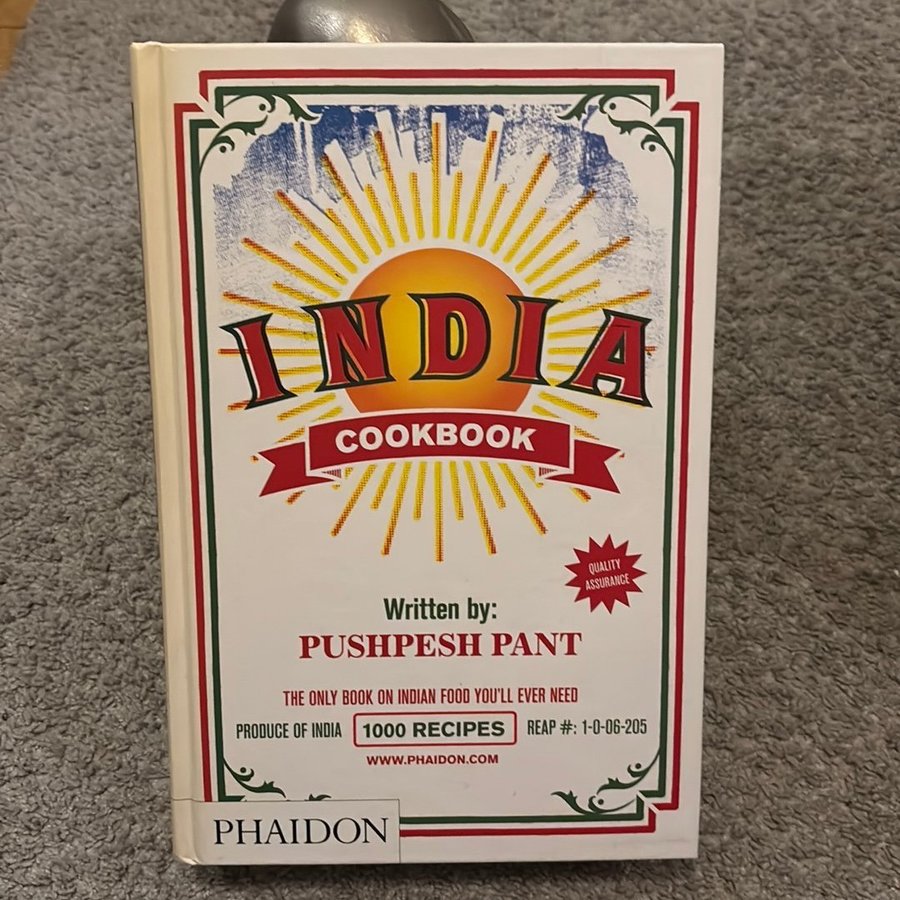 INDIA
COOKBOOK
QUALITY
ASSURANCE
Written by:
PUSHPESH PANT
THE ONLY BOOK ON INDIAN FOOD YOU'LL EVER NEED
PRODUCE OF INDIA 1000 RECIPES REAP #: 1-0-06-205
WWW.PHAIDON.COM
PHAIDON